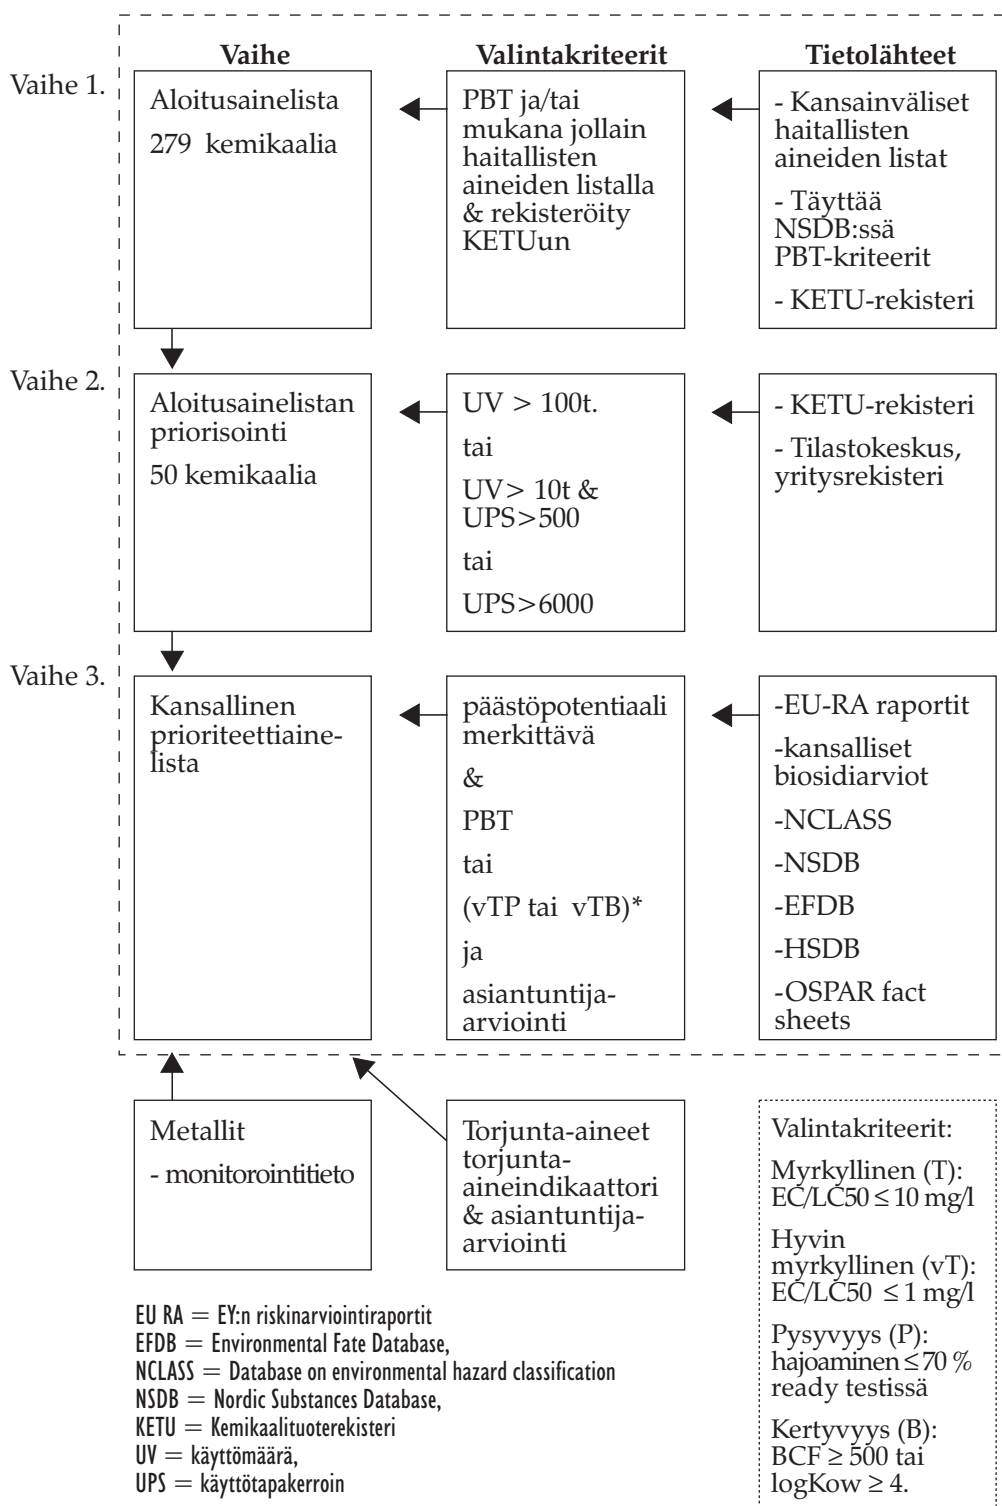 Vaihe
Valintakriteerit
Tietolähteet
Vaihe 1.
Aloitusainelista
279 kemikaalia
PBT ja/tai
mukana jollain
haitallisten
aineiden listalla
& rekisteröity
KETUun
- Kansainväliset
haitallisten
aineiden listat
- Täyttää
NSDB:ssä
PBT-kriteerit
- KETU-rekisteri
Vaihe 2.
Aloitusainelistan
priorisointi
50 kemikaalia
UV > 100t.
tai
UV> 10t &
UPS>500
tai
UPS>6000
- KETU-rekisteri
- Tilastokeskus,
yritysrekisteri
Vaihe 3.
Kansallinen
prioriteettiaine-
lista
päästöpotentiaali
merkittävä
&
PBT
tai
(vTP tai vTB)*
ja
asiantuntija-
arviointi
-EU-RA raportit
-kansalliset
biosidiarviot
-NCLASS
-NSDB
-EFDB
-HSDB
-OSPAR fact
sheets
Metallit
- monitorointitieto
Torjunta-aineet
torjunta-
aineindikaattori
& asiantuntija-
arviointi
Valintakriteerit:
Myrkyllinen (T):
EC/LC50 ≤ 10 mg/l
Hyvin
myrkyllinen (vT):
EC/LC50 ≤ 1 mg/l
Pysyvyys (P):
hajoaminen ≤ 70 %
ready testissä
Kertyvyys (B):
BCF ≥ 500 tai
logKow ≥ 4.
EU RA = EY:n riskinarviointiraportit
EFDB = Environmental Fate Database,
NCLASS = Database on environmental hazard classification
NSDB = Nordic Substances Database,
KETU = Kemikaalituoterekisteri
UV = käyttömäärä,
UPS = käyttötapakerroin